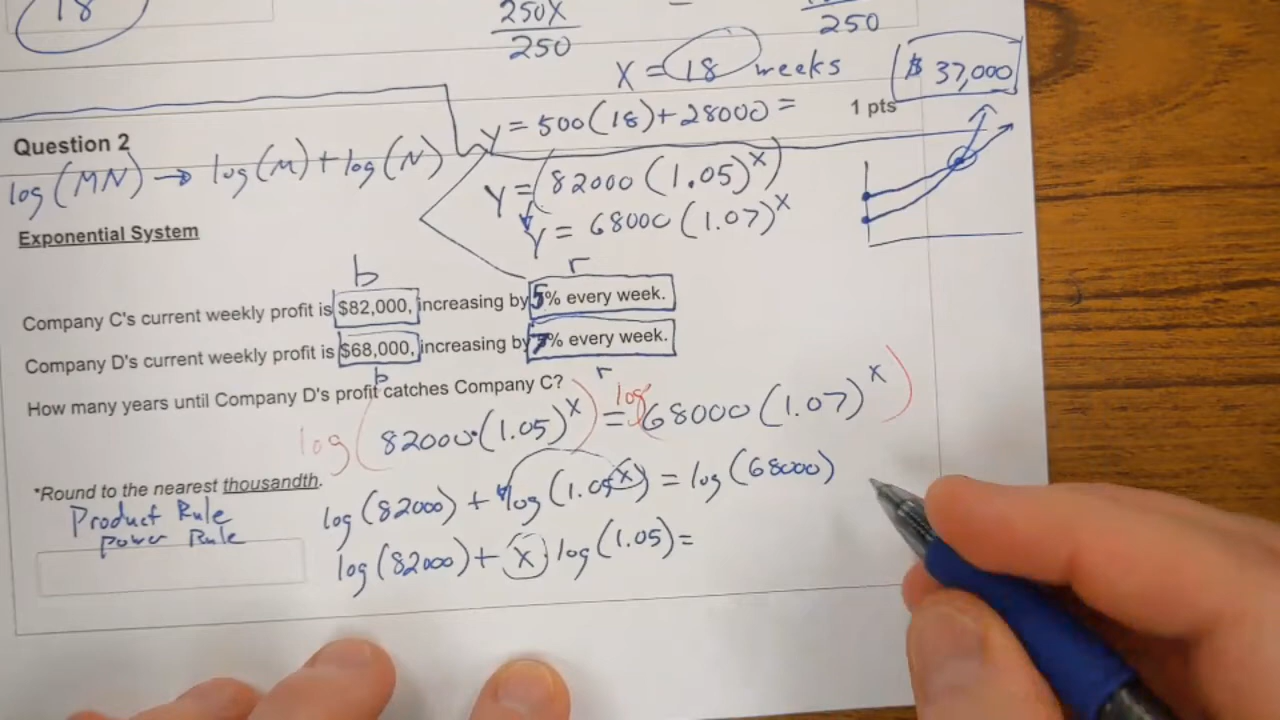 18
250X
250
250
X = 18 weeks
$ 37,000
Y = 500(18)+28000 =
1 pts
Question 2
log(MN) → log(M)+log(N)
Y = (82000(1.05)^x)
Y = 68000(1.07)^x
Exponential System
b
r
Company C's current weekly profit is $82,000, increasing by 5% every week.
Company D's current weekly profit is $68,000, increasing by 7% every week.
b
r
How many years until Company D's profit catches Company C?
log(82000·(1.05)^x) = log(68000(1.07)^x)
*Round to the nearest thousandth.
log(82000) + log(1.05^x) = log(68000)
Product Rule
Power Rule
log(82000)+ x log(1.05)=